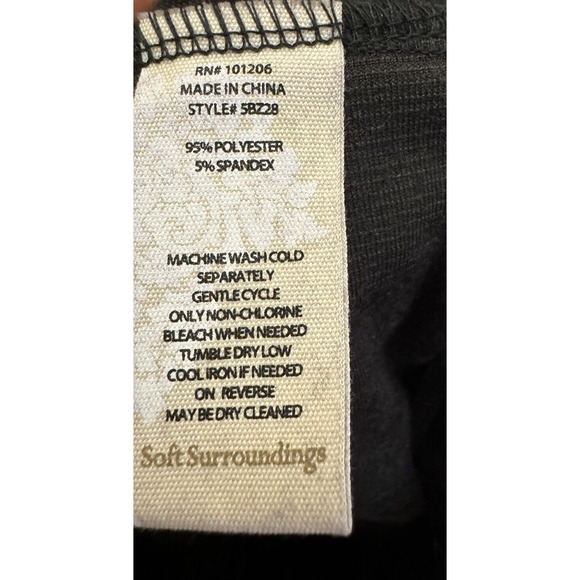 RN# 101206
MADE IN CHINA
STYLE# 5BZ28
95% POLYESTER
5% SPANDEX
MACHINE WASH COLD
SEPARATELY
GENTLE CYCLE
ONLY NON-CHLORINE
BLEACH WHEN NEEDED
TUMBLE DRY LOW
COOL IRON IF NEEDED
ON REVERSE
MAY BE DRY CLEANED
Soft Surroundings